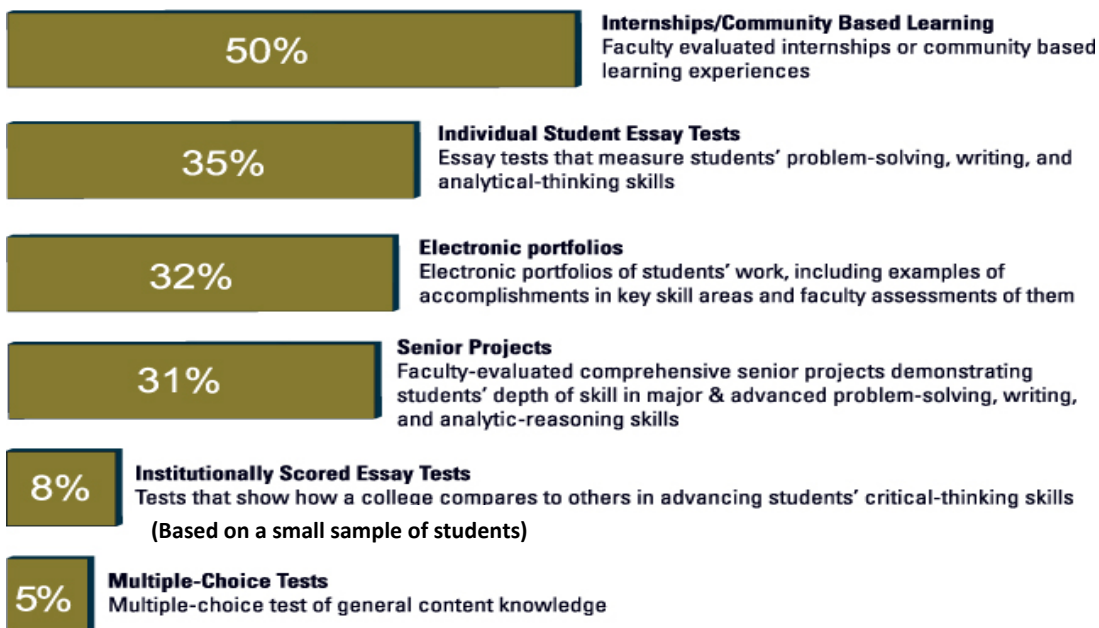 50%
Internships/Community Based Learning
Faculty evaluated internships or community based
learning experiences
35%
Individual Student Essay Tests
Essay tests that measure students’ problem-solving, writing, and
analytical-thinking skills
32%
Electronic portfolios
Electronic portfolios of students’ work, including examples of
accomplishments in key skill areas and faculty assessments of them
31%
Senior Projects
Faculty-evaluated comprehensive senior projects demonstrating
students’ depth of skill in major & advanced problem-solving, writing,
and analytic-reasoning skills
8%
Institutionally Scored Essay Tests
Tests that show how a college compares to others in advancing students’ critical-thinking skills
(Based on a small sample of students)
5%
Multiple-Choice Tests
Multiple-choice test of general content knowledge